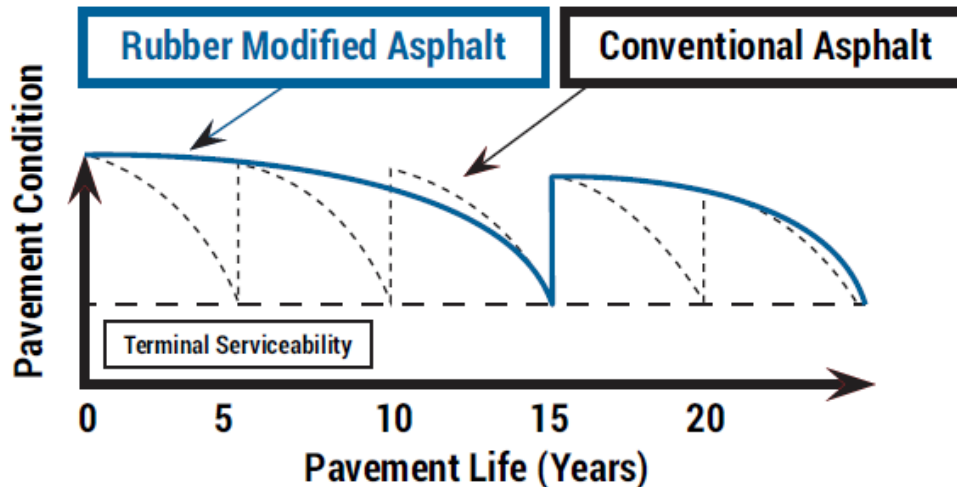 Rubber Modified Asphalt
Conventional Asphalt
Pavement Condition
Terminal Serviceability
0 5 10 15 20
Pavement Life (Years)